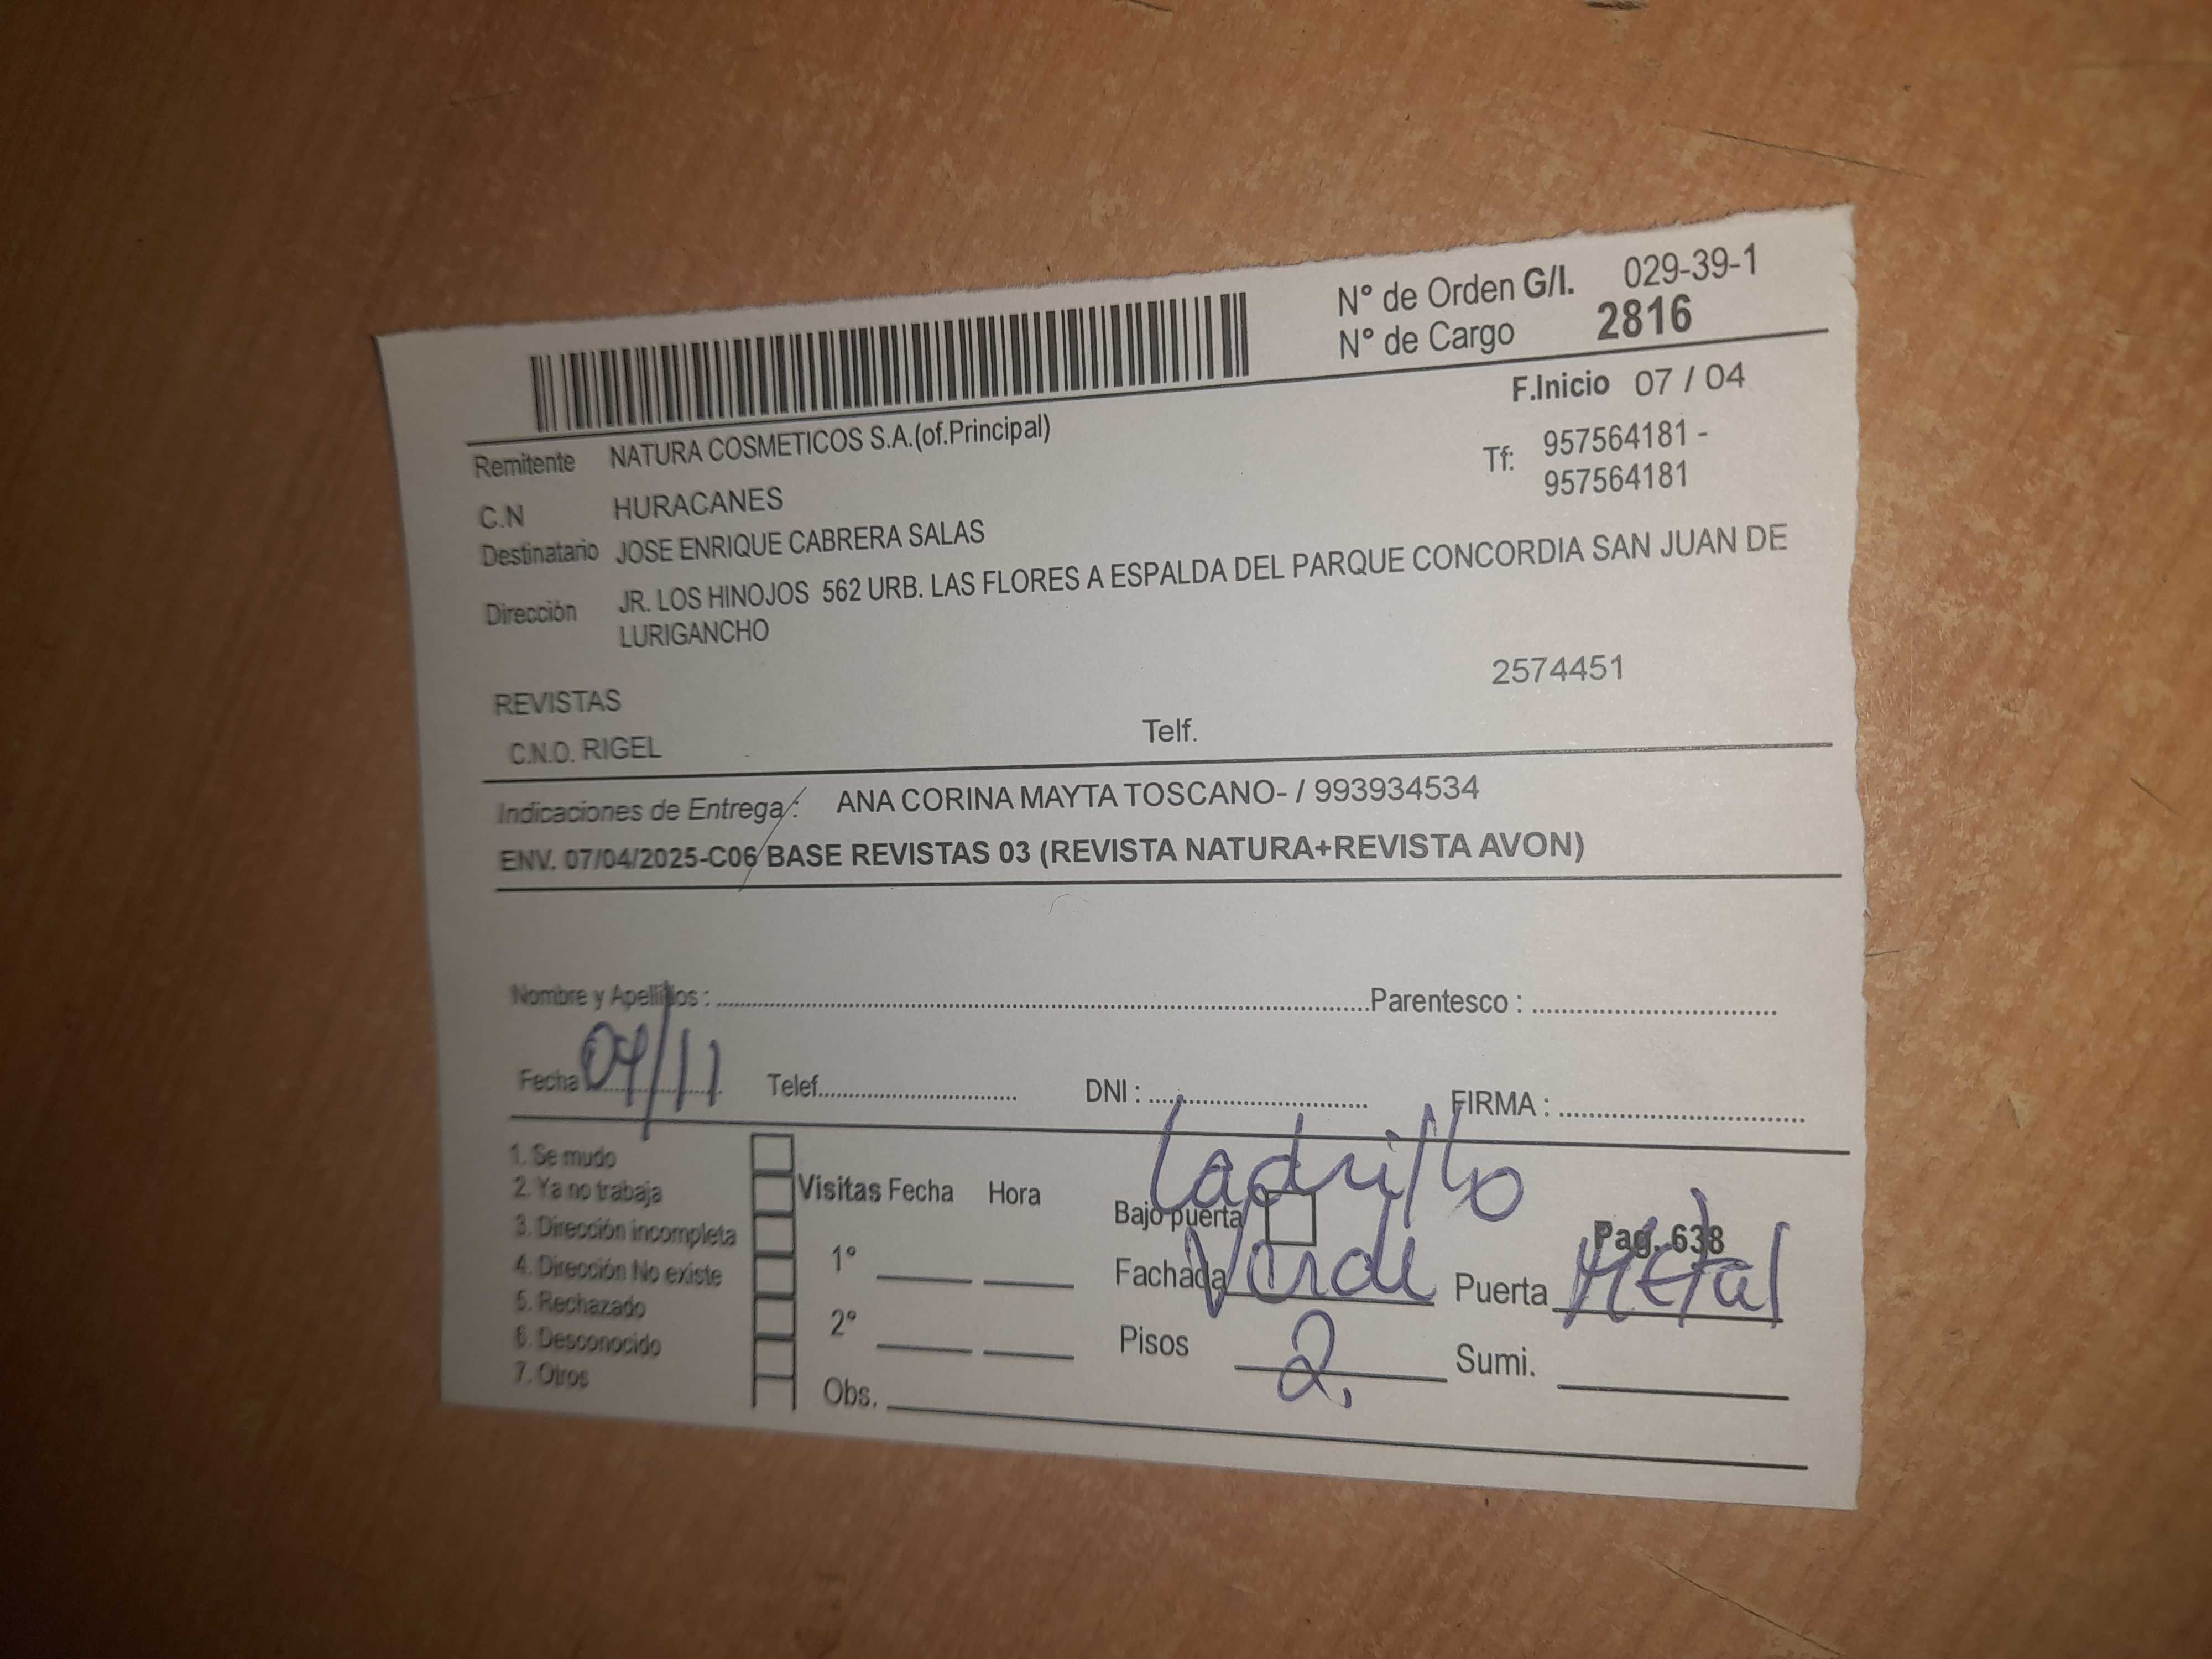 N° de Orden G/I. 029-39-1
N° de Cargo 2816
F.Inicio 07 / 04
Remitente NATURA COSMETICOS S.A.(of.Principal)
Tf: 957564181 -
957564181
C.N HURACANES
Destinatario JOSE ENRIQUE CABRERA SALAS
Dirección JR. LOS HINOJOS 562 URB. LAS FLORES A ESPALDA DEL PARQUE CONCORDIA SAN JUAN DE
LURIGANCHO
2574451
REVISTAS
C.N.O. RIGEL Telf.
Indicaciones de Entrega : ANA CORINA MAYTA TOSCANO- / 993934534
ENV. 07/04/2025-C06 BASE REVISTAS 03 (REVISTA NATURA+REVISTA AVON)
Nombre y Apellidos : Parentesco :
Fecha 04/11 Telef. DNI : FIRMA :
Ladrillo
1. Se mudo
2. Ya no trabaja
3. Dirección incompleta
4. Dirección No existe
5. Rechazado
6. Desconocido
7. Otros
Visitas Fecha Hora
1°
2°
Obs.
Bajo puerta Pag. 638
Fachada Verde Puerta Metal
Pisos 2. Sumi.